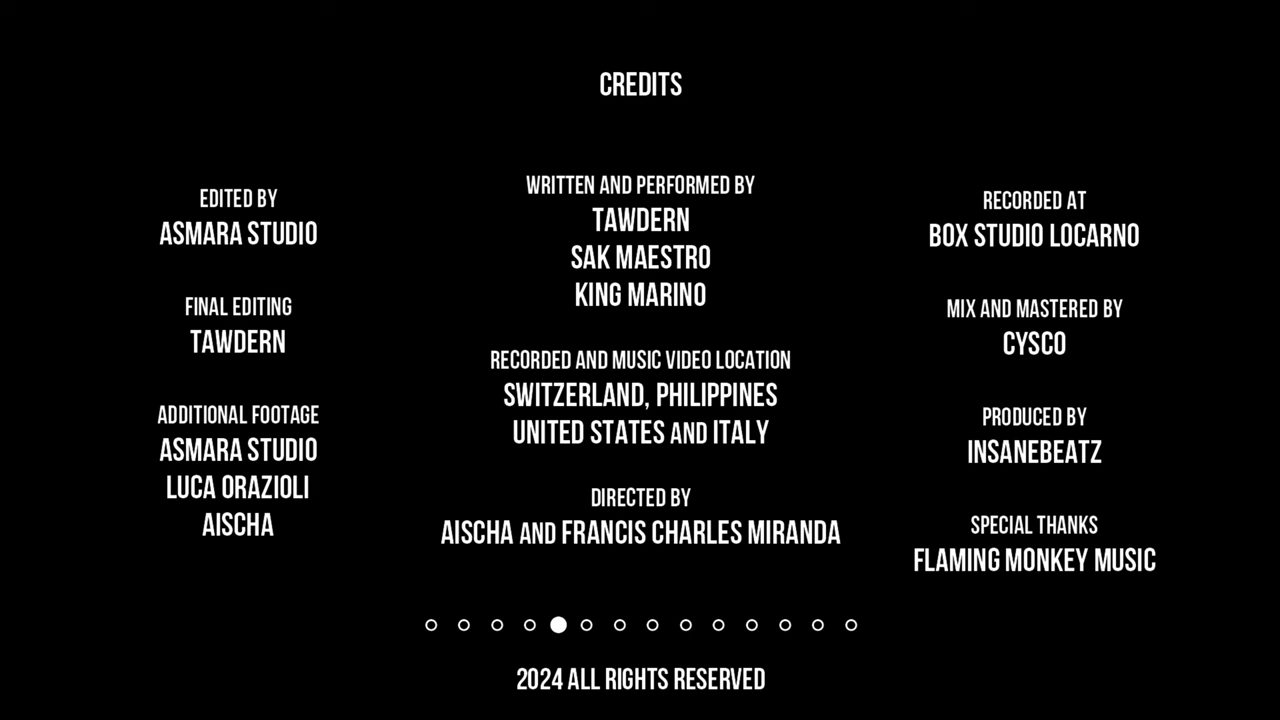 CREDITS
EDITED BY
ASMARA STUDIO
FINAL EDITING
TAWDERN
ADDITIONAL FOOTAGE
ASMARA STUDIO
LUCA ORAZIOLI
AISCHA
WRITTEN AND PERFORMED BY
TAWDERN
SAK MAESTRO
KING MARINO
RECORDED AND MUSIC VIDEO LOCATION
SWITZERLAND, PHILIPPINES
UNITED STATES AND ITALY
DIRECTED BY
AISCHA AND FRANCIS CHARLES MIRANDA
RECORDED AT
BOX STUDIO LOCARNO
MIX AND MASTERED BY
CYSCO
PRODUCED BY
INSANEBEATZ
SPECIAL THANKS
FLAMING MONKEY MUSIC
2024 ALL RIGHTS RESERVED